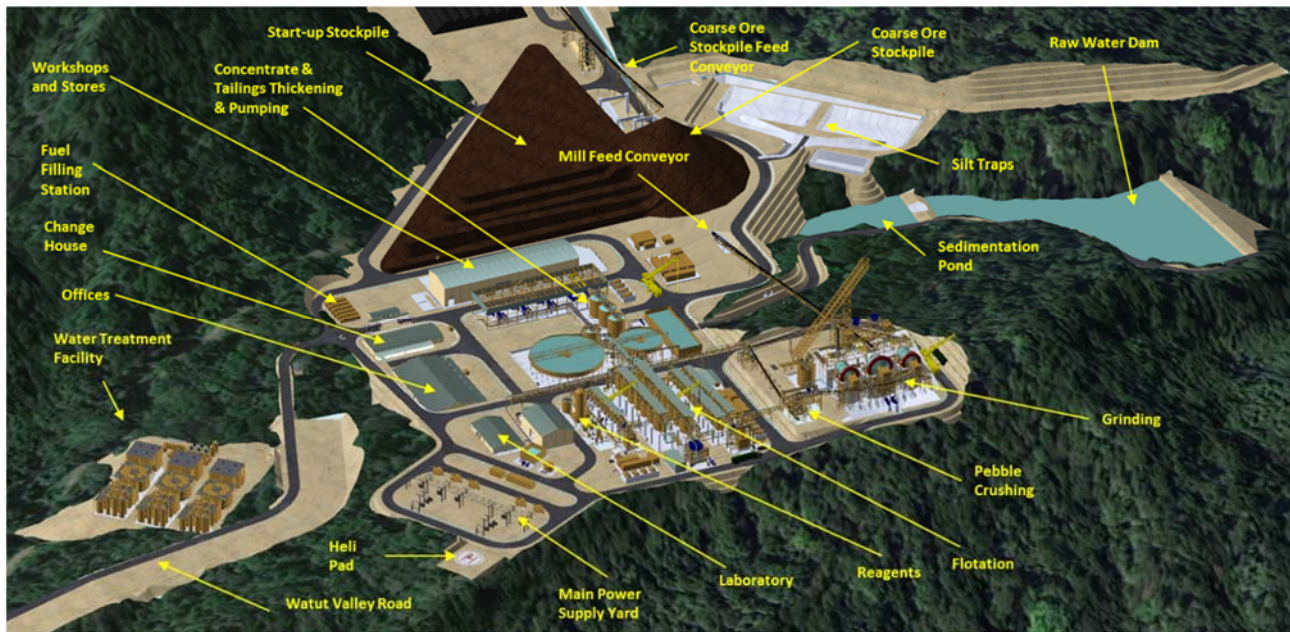 Start-up Stockpile
Coarse Ore
Stockpile Feed
Conveyor
Coarse Ore
Stockpile
Raw Water Dam
Workshops
and Stores
Concentrate &
Tailings Thickening
& Pumping
Fuel
Filling
Station
Mill Feed Conveyor
Silt Traps
Change
House
Sedimentation
Pond
Offices
Water Treatment
Facility
Grinding
Pebble
Crushing
Heli
Pad
Flotation
Reagents
Laboratory
Main Power
Supply Yard
Watut Valley Road